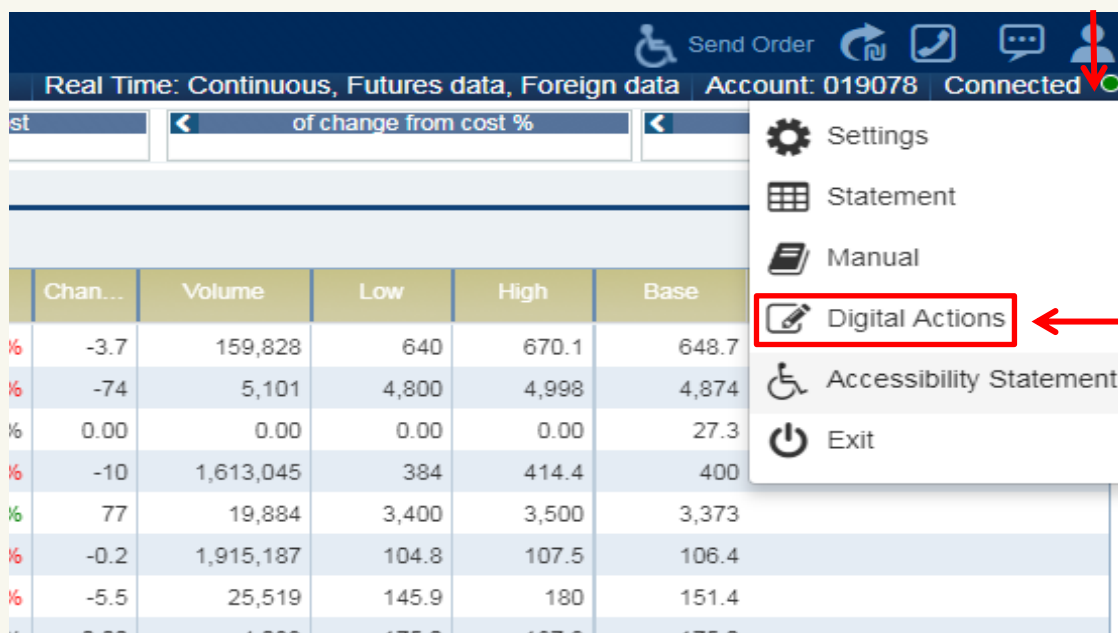 Send Order
Real Time: Continuous, Futures data, Foreign data Account: 019078 Connected
st of change from cost %
Settings
Statement
Manual
Digital Actions
Accessibility Statement
Exit
Chan... Volume Low High Base
% -3.7 159,828 640 670.1 648.7
% -74 5,101 4,800 4,998 4,874
% 0.00 0.00 0.00 0.00 27.3
% -10 1,613,045 384 414.4 400
% 77 19,884 3,400 3,500 3,373
% -0.2 1,915,187 104.8 107.5 106.4
% -5.5 25,519 145.9 180 151.4